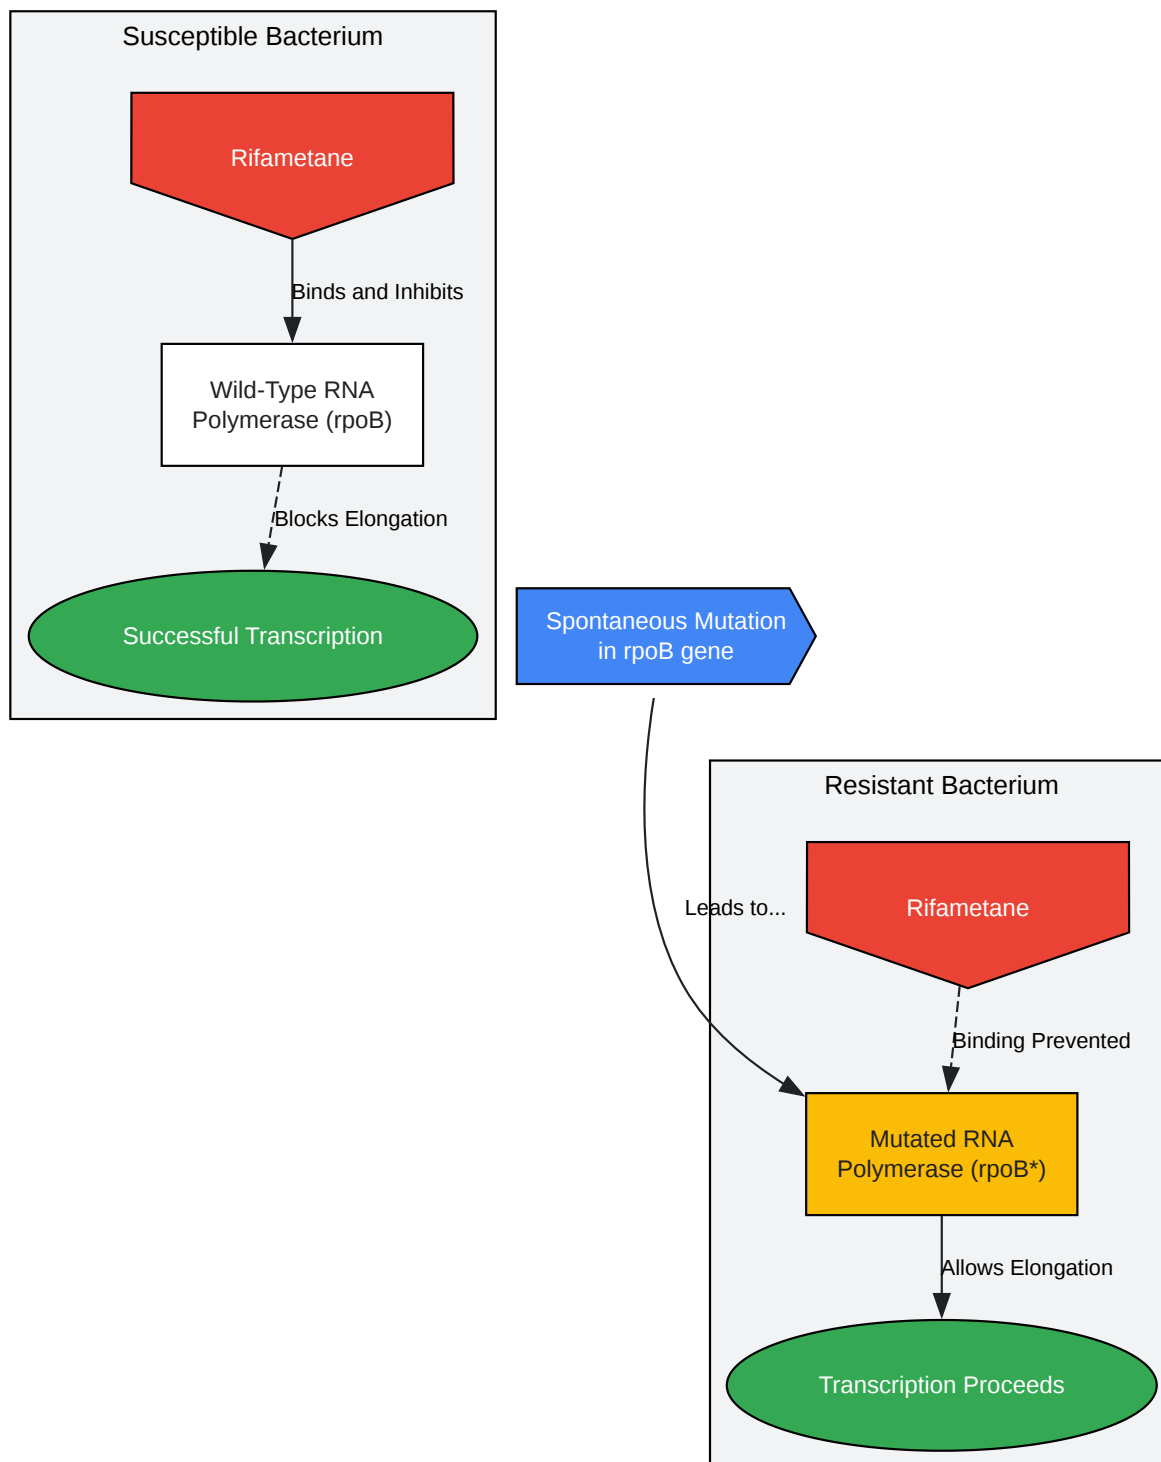 Susceptible Bacterium
Rifametane
Binds and Inhibits
Wild-Type RNA
Polymerase (rpoB)
Blocks Elongation
Successful Transcription
Spontaneous Mutation
in rpoB gene
Leads to...
Resistant Bacterium
Rifametane
Binding Prevented
Mutated RNA
Polymerase (rpoB*)
Allows Elongation
Transcription Proceeds